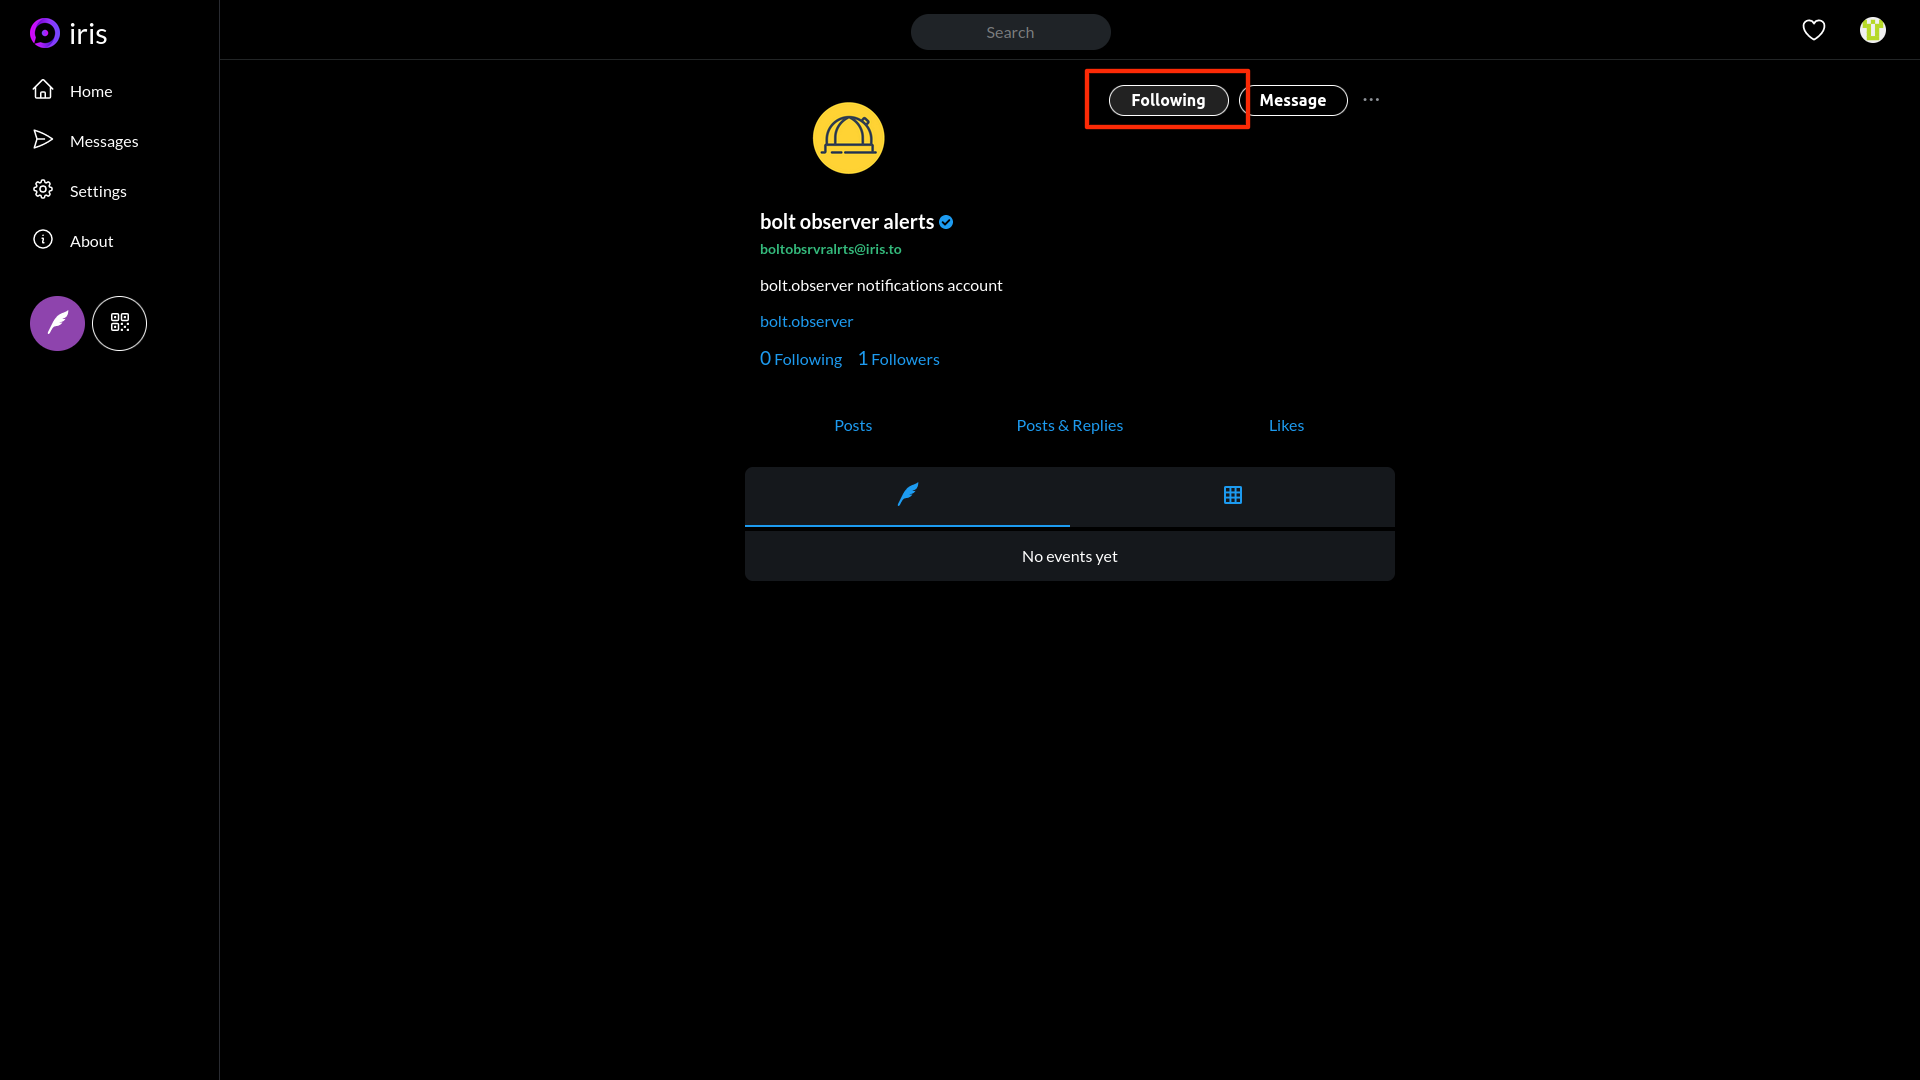 iris
Search
Home
Messages
Settings
About
Following
Message
bolt observer alerts
boltobsrvralrts@iris.to
bolt.observer notifications account
bolt.observer
0 Following 1 Followers
Posts
Posts & Replies
Likes
No events yet